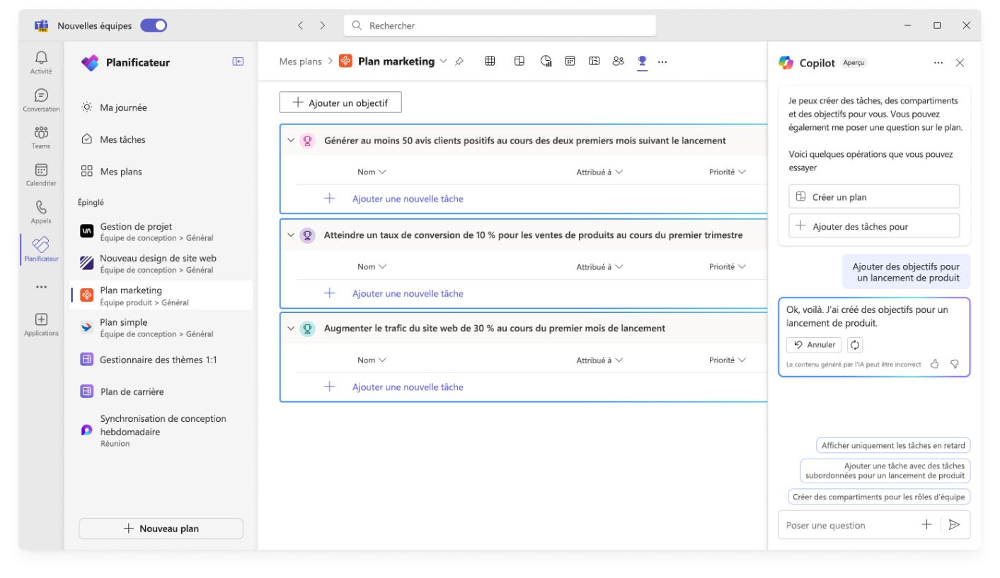 Nouvelles équipes
Rechercher
Activité
Conversation
Teams
Calendrier
Appels
Planificateur
Applications
Planificateur
Ma journée
Mes tâches
Mes plans
Épinglé
Gestion de projet
Équipe de conception > Général
Nouveau design de site web
Équipe de conception > Général
Plan marketing
Équipe produit > Général
Plan simple
Équipe de conception > Général
Gestionnaire des thèmes 1:1
Plan de carrière
Synchronisation de conception
hebdomadaire
Réunion
Nouveau plan
Mes plans > Plan marketing
Ajouter un objectif
Générer au moins 50 avis clients positifs au cours des deux premiers mois suivant le lancement
Nom Attribué à Priorité
Ajouter une nouvelle tâche
Atteindre un taux de conversion de 10 % pour les ventes de produits au cours du premier trimestre
Nom Attribué à Priorité
Ajouter une nouvelle tâche
Augmenter le trafic du site web de 30 % au cours du premier mois de lancement
Nom Attribué à Priorité
Ajouter une nouvelle tâche
Copilot Aperçu
Je peux créer des tâches, des compartiments
et des objectifs pour vous. Vous pouvez
également me poser une question sur le plan.
Voici quelques opérations que vous pouvez
essayer
Créer un plan
Ajouter des tâches pour
Ajouter des objectifs pour
un lancement de produit
Ok, voilà. J'ai créé des objectifs pour un
lancement de produit.
Annuler
Le contenu généré par l'IA peut être incorrect
Afficher uniquement les tâches en retard
Ajouter une tâche avec des tâches
subordonnées pour un lancement de produit
Créer des compartiments pour les rôles d'équipe
Poser une question